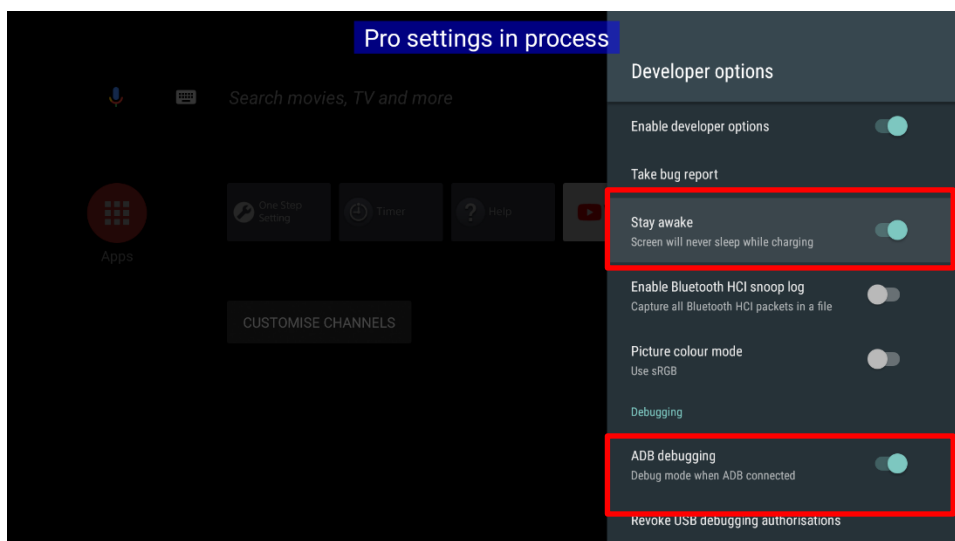 Pro settings in process
Search movies, TV and more
One Step
Setting
Timer
Help
Apps
CUSTOMISE CHANNELS
Developer options
Enable developer options
Take bug report
Stay awake
Screen will never sleep while charging
Enable Bluetooth HCI snoop log
Capture all Bluetooth HCI packets in a file
Picture colour mode
Use sRGB
Debugging
ADB debugging
Debug mode when ADB connected
Revoke USB debugging authorisations